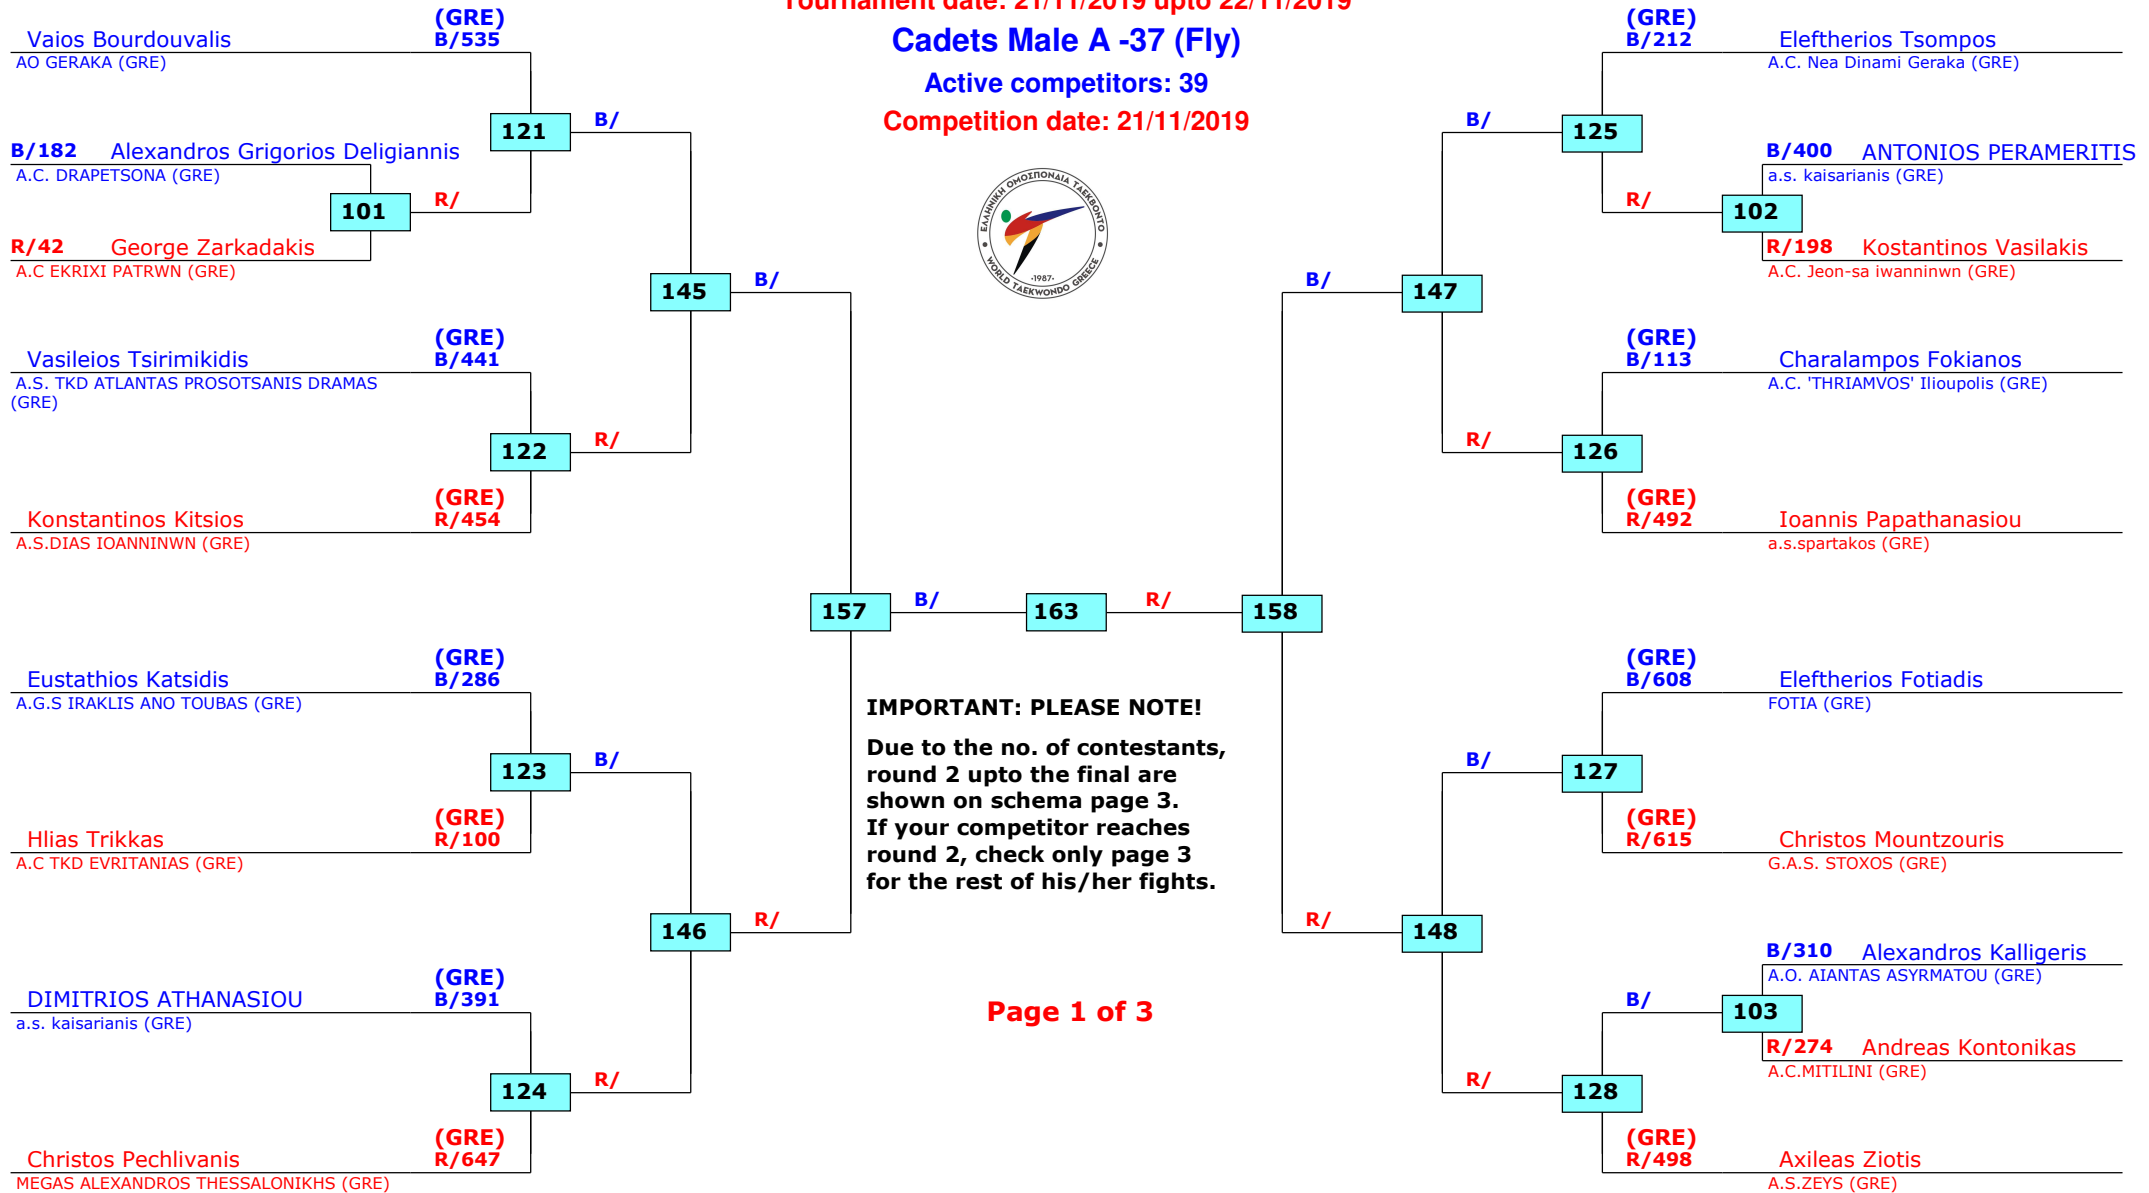 Tournament date: 21/11/2019 upto 22/11/2019
Cadets Male A -37 (Fly)
Active competitors: 39
Competition date: 21/11/2019
ΕΛΛΗΝΙΚΗ ΟΜΟΣΠΟΝΔΙΑ ΤΑΕΚΒΟΝΤΟ
·1987·
WORLD TAEKWONDO GREECE
(GRE)
Vaios Bourdouvalis B/535
AO GERAKA (GRE)
121
B/
B/182 Alexandros Grigorios Deligiannis
A.C. DRAPETSONA (GRE)
101
R/
R/42 George Zarkadakis
A.C EKRIXI PATRWN (GRE)
145
B/
(GRE)
Vasileios Tsirimikidis B/441
A.S. TKD ATLANTAS PROSOTSANIS DRAMAS
(GRE)
122
R/
(GRE)
Konstantinos Kitsios R/454
A.S.DIAS IOANNINWN (GRE)
157
B/
163
R/
158
(GRE)
Eustathios Katsidis B/286
A.G.S IRAKLIS ANO TOUBAS (GRE)
123
B/
(GRE)
Hlias Trikkas R/100
A.C TKD EVRITANIAS (GRE)
146
R/
(GRE)
DIMITRIOS ATHANASIOU B/391
a.s. kaisarianis (GRE)
124
R/
(GRE)
Christos Pechlivanis R/647
MEGAS ALEXANDROS THESSALONIKHS (GRE)
IMPORTANT: PLEASE NOTE!
Due to the no. of contestants,
round 2 upto the final are
shown on schema page 3.
If your competitor reaches
round 2, check only page 3
for the rest of his/her fights.
Page 1 of 3
(GRE)
B/212 Eleftherios Tsompos
A.C. Nea Dinami Geraka (GRE)
B/
125
B/400 ANTONIOS PERAMERITIS
a.s. kaisarianis (GRE)
R/
102
R/198 Kostantinos Vasilakis
A.C. Jeon-sa iwanninwn (GRE)
B/
147
(GRE)
B/113 Charalampos Fokianos
A.C. 'THRIAMVOS' Ilioupolis (GRE)
R/
126
(GRE)
R/492 Ioannis Papathanasiou
a.s.spartakos (GRE)
(GRE)
B/608 Eleftherios Fotiadis
FOTIA (GRE)
B/
127
(GRE)
R/615 Christos Mountzouris
G.A.S. STOXOS (GRE)
R/
148
B/310 Alexandros Kalligeris
A.O. AIANTAS ASYRMATOU (GRE)
B/
103
R/274 Andreas Kontonikas
A.C.MITILINI (GRE)
R/
128
(GRE)
R/498 Axileas Ziotis
A.S.ZEYS (GRE)